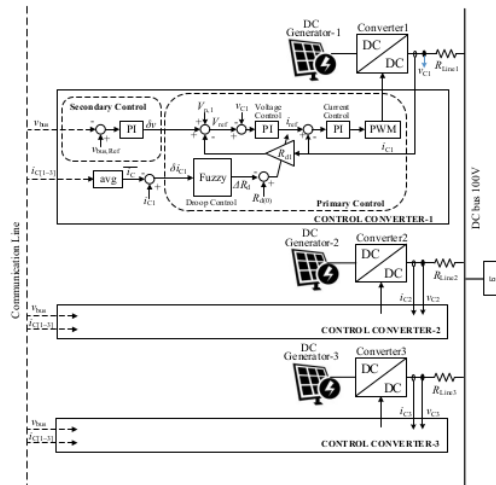 DC
Generator-1
Converter1
DC
DC
R_Line1
v_C1
Secondary Control
v_bus
PI
δv
v_bus,Ref
V_ref
v_C1
Voltage
Control
PI
i_ref
Current
Control
PI
PWM
i_C1
R_d1
i_C[1-3]
avg
i_C
i_C1
δi_C1
Fuzzy
Droop Control
ΔR_d
R_d(0)
Primary Control
CONTROL CONVERTER-1
Communication Line
DC bus 100V
DC
Generator-2
Converter2
DC
DC
R_Line2
i_C2
v_C2
v_bus
i_C[1-3]
CONTROL CONVERTER-2
DC
Generator-3
Converter3
DC
DC
R_Line3
i_C3
v_C3
v_bus
i_C[1-3]
CONTROL CONVERTER-3